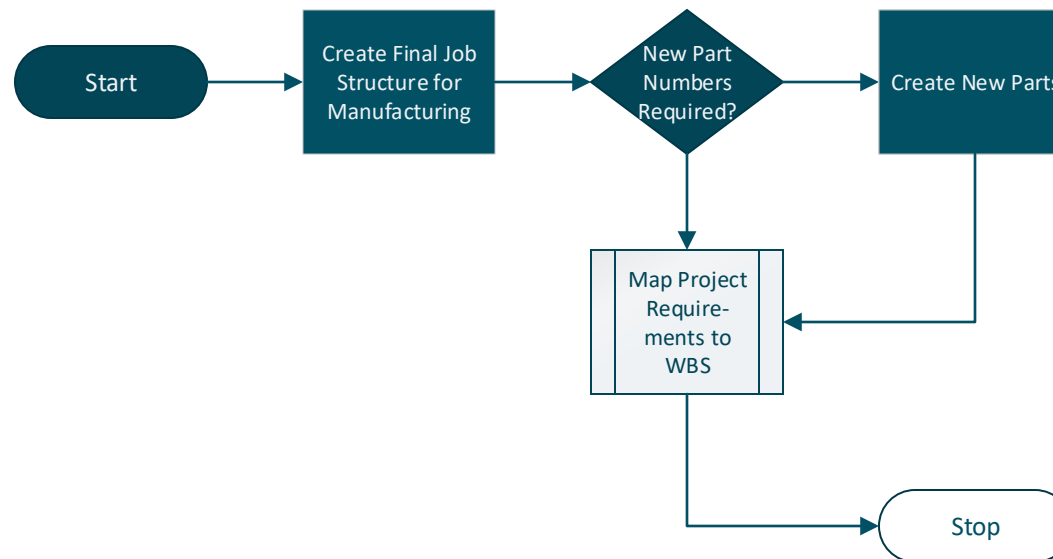 Start
Create Final Job
Structure for
Manufacturing
New Part
Numbers
Required?
Create New Parts
Map Project
Require-
ments to
WBS
Stop